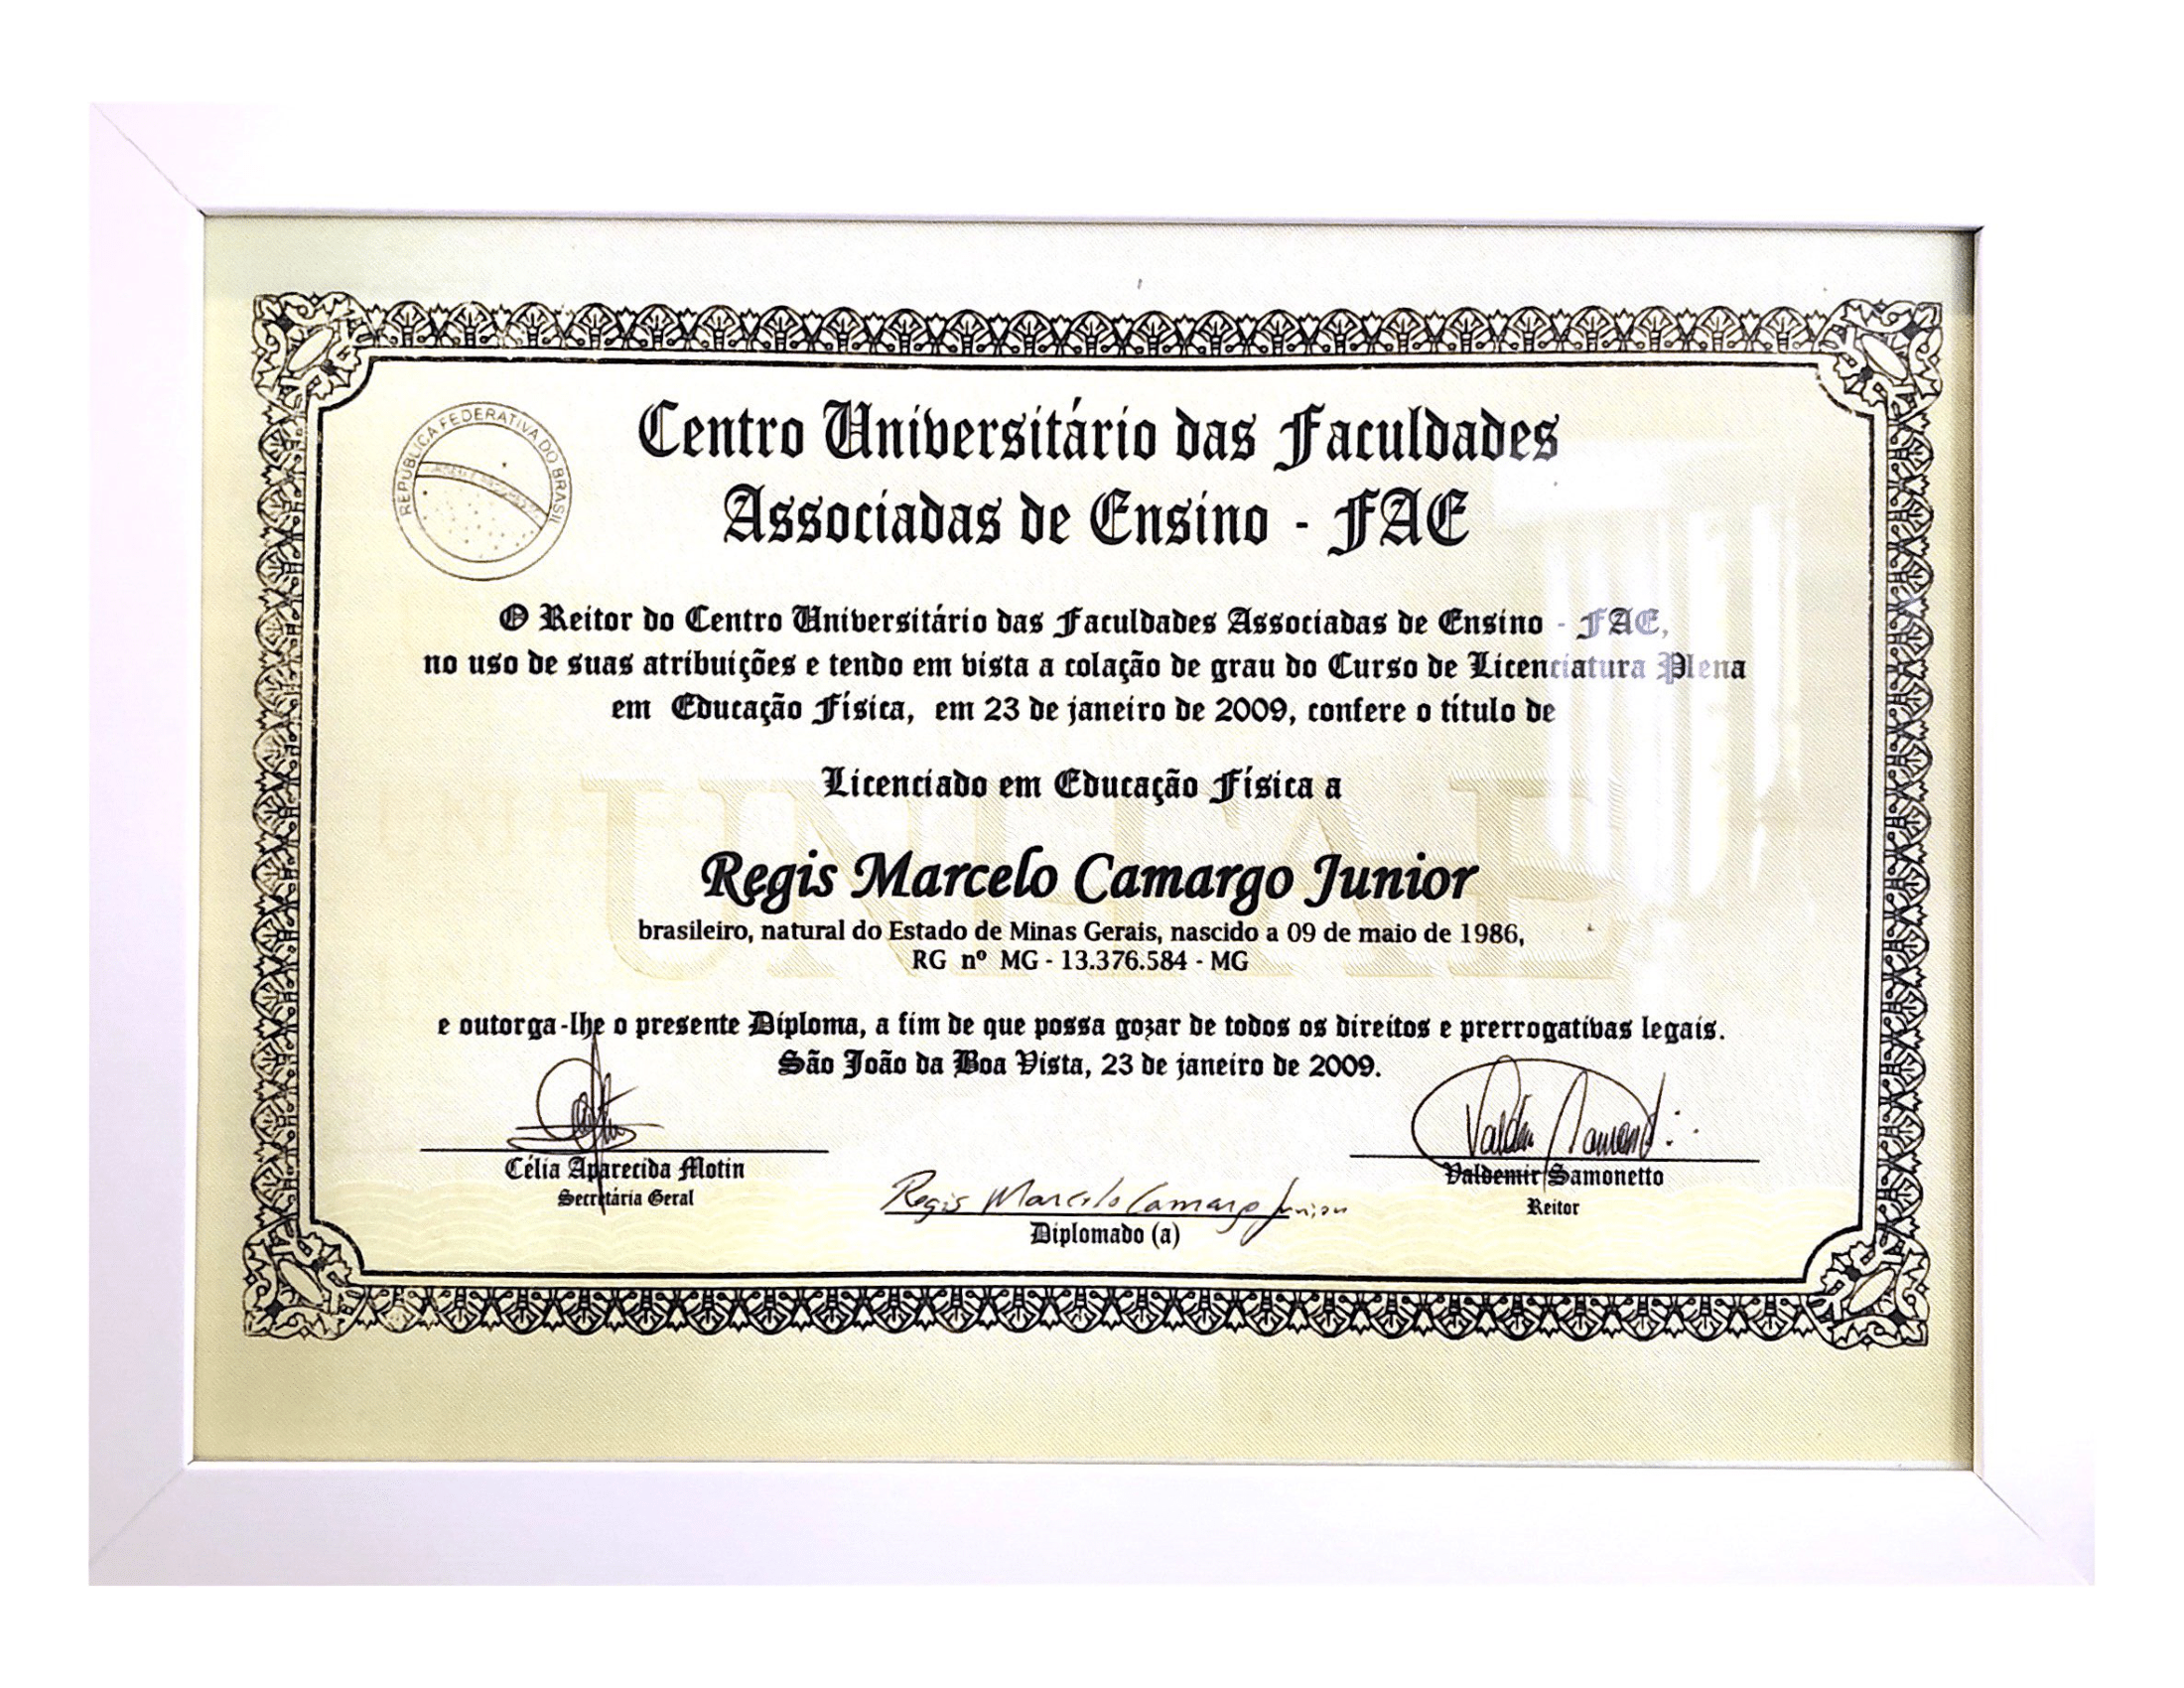 REPÚBLICA FEDERATIVA DO BRASIL
Centro Universitário das Faculdades
Associadas de Ensino - FAE
O Reitor do Centro Universitário das Faculdades Associadas de Ensino - FAE,
no uso de suas atribuições e tendo em vista a colação de grau do Curso de Licenciatura Plena
em Educação Física, em 23 de janeiro de 2009, confere o título de
Licenciado em Educação Física a
UNIFAE
Regis Marcelo Camargo Junior
brasileiro, natural do Estado de Minas Gerais, nascido a 09 de maio de 1986,
RG nº MG - 13.376.584 - MG
e outorga-lhe o presente Diploma, a fim de que possa gozar de todos os direitos e prerrogativas legais.
São João da Boa Vista, 23 de janeiro de 2009.
Célia Aparecida Motin
Secretária Geral
Regis Marcelo Camargo Junior
Diplomado (a)
Valdemir Samonetto
Reitor